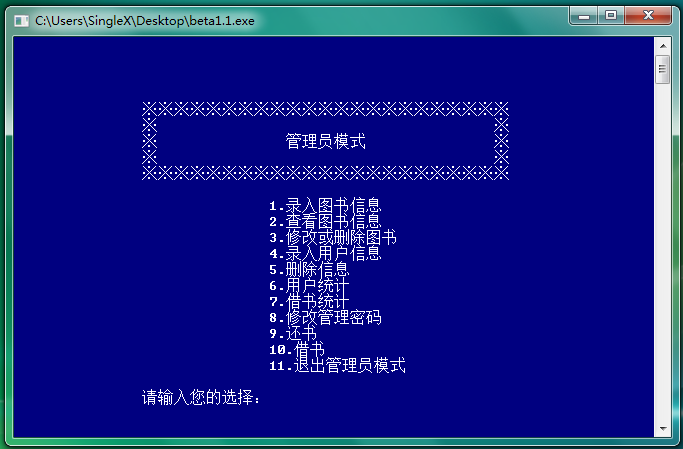 C:\Users\SingleX\Desktop\beta1.1.exe
管理员模式
1.录入图书信息
2.查看图书信息
3.修改或删除图书
4.录入用户信息
5.删除信息
6.用户统计
7.借书统计
8.修改管理密码
9.还书
10.借书
11.退出管理员模式
请输入您的选择: